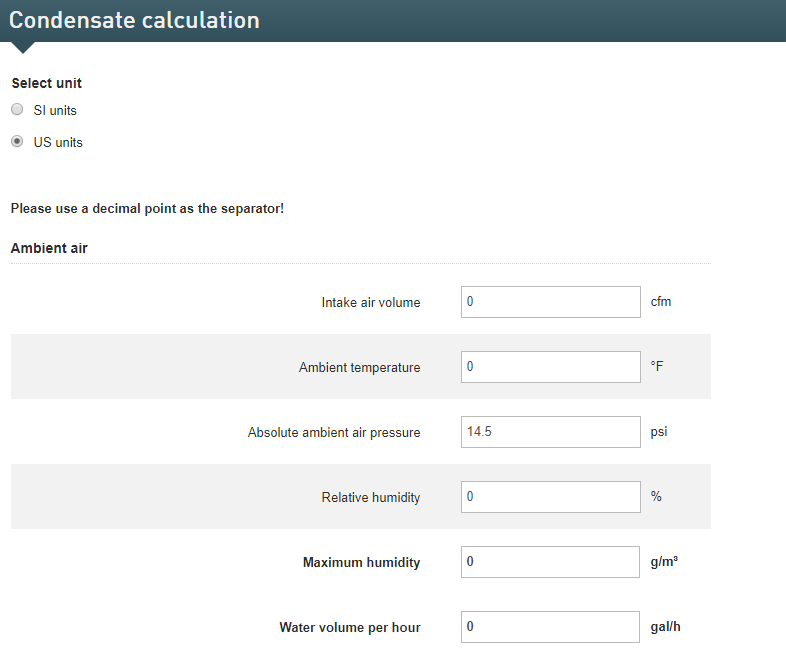 Condensate calculation
Select unit
SI units
US units
Please use a decimal point as the separator!
Ambient air
Intake air volume 0 cfm
Ambient temperature 0 °F
Absolute ambient air pressure 14.5 psi
Relative humidity 0 %
Maximum humidity 0 g/m³
Water volume per hour 0 gal/h